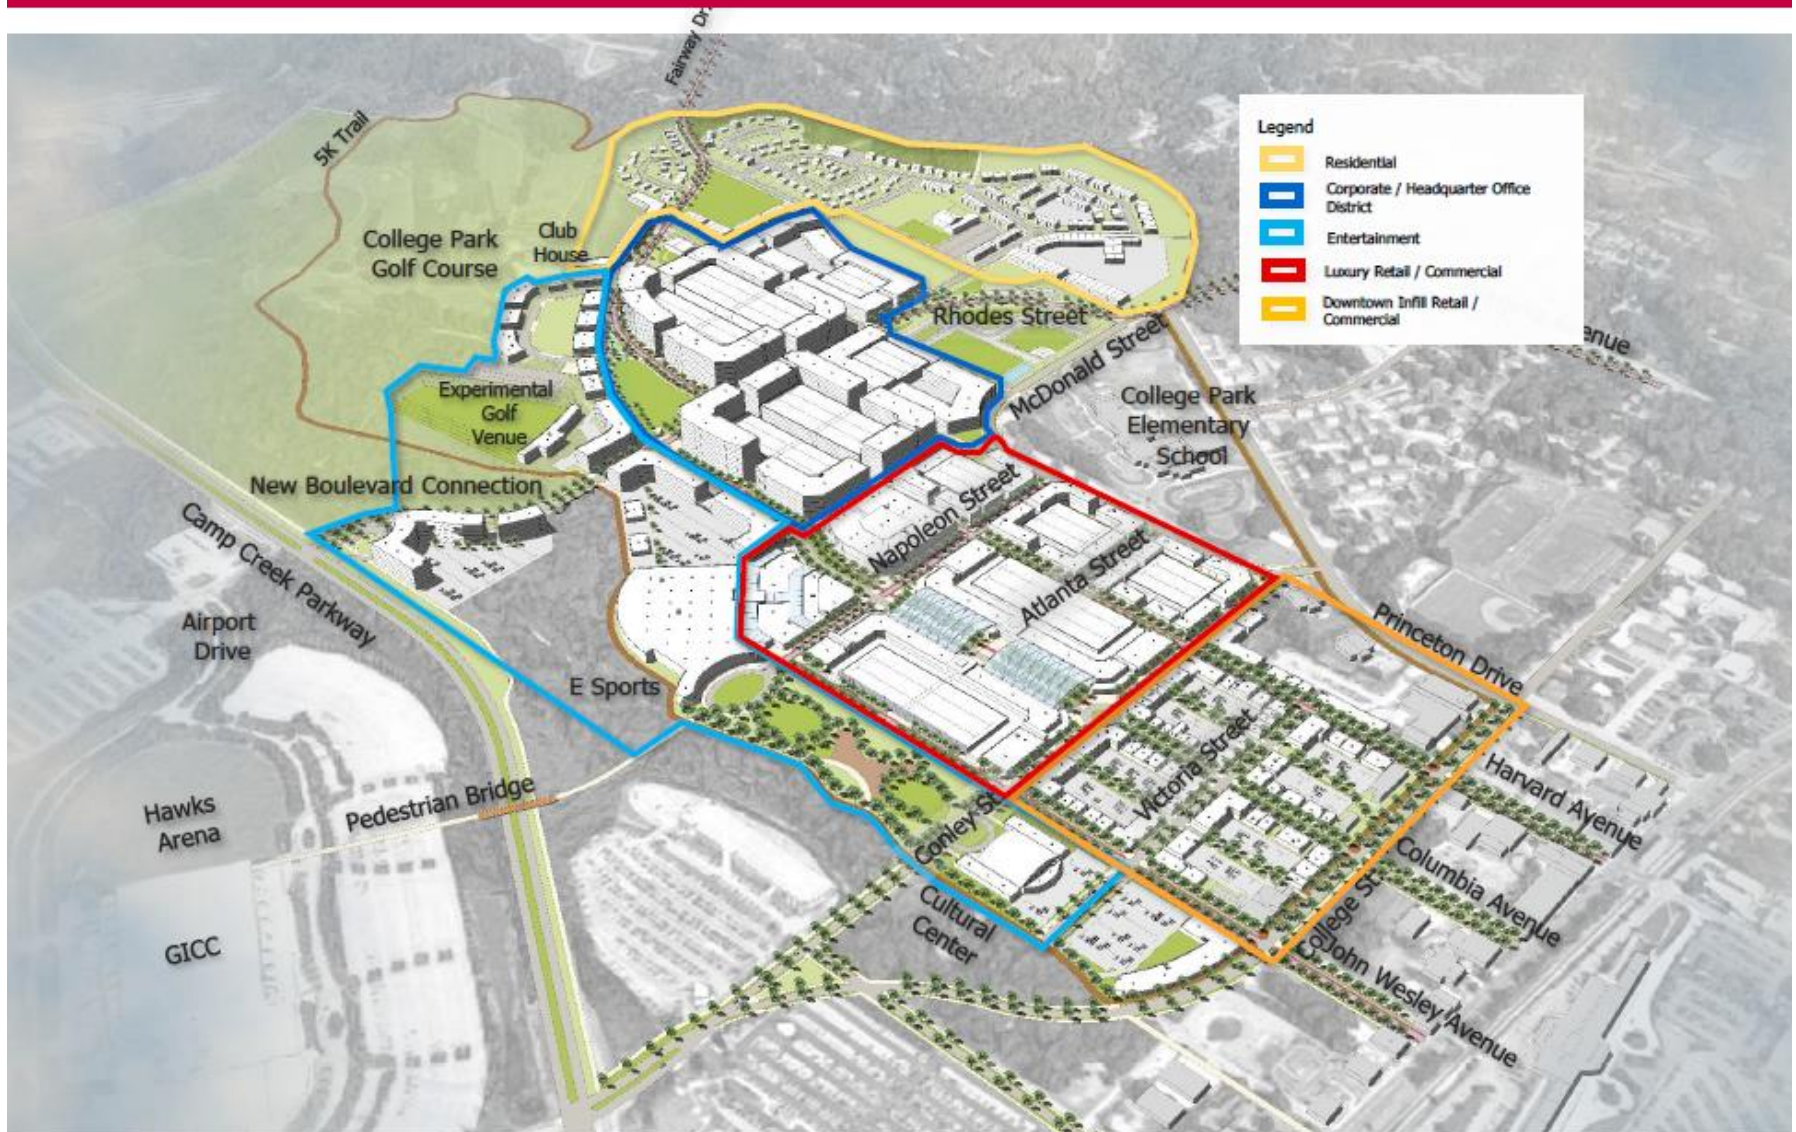 Fairway Dr.
5K Trail
Legend
Residential
Corporate / Headquarter Office
District
Entertainment
Luxury Retail / Commercial
Downtown Infill Retail /
Commercial
College Park
Golf Course
Club
House
Rhodes Street
McDonald Street
enue
Experimental
Golf
Venue
College Park
Elementary
School
New Boulevard Connection
Napoleon Street
Camp Creek Parkway
Atlanta Street
Airport
Drive
Princeton Drive
E Sports
Victoria Street
Hawks
Arena
Pedestrian Bridge
Conley St.
Harvard Avenue
Columbia Avenue
College St.
Cultural
Center
GICC
John Wesley Avenue